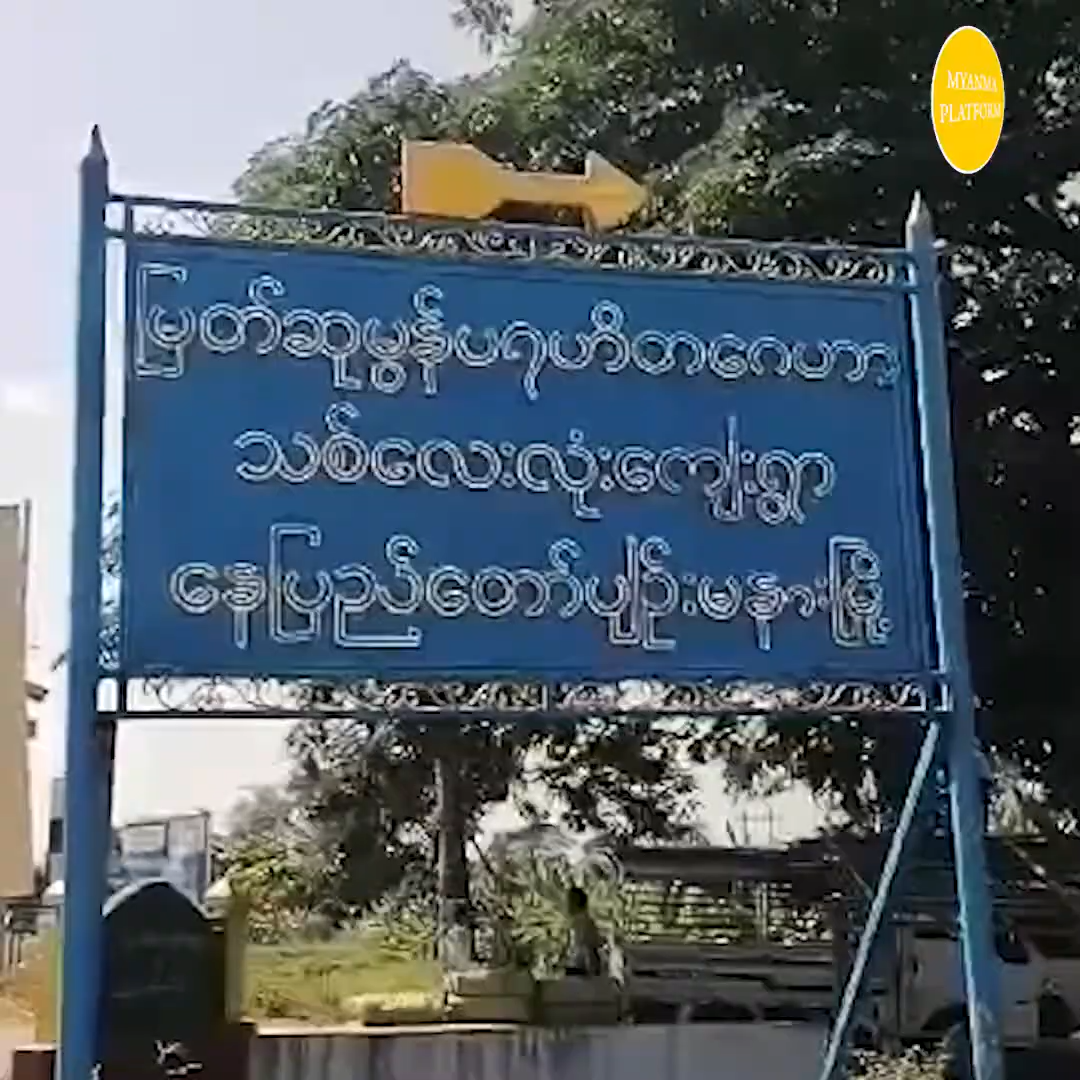 MYANMA
PLATFORM
မြတ်ဆုမွန်ပရဟိတဂေဟာ
သစ်လေးလုံးကျေးရွာ
နေပြည်တော်ပျဉ်းမနားမြို့